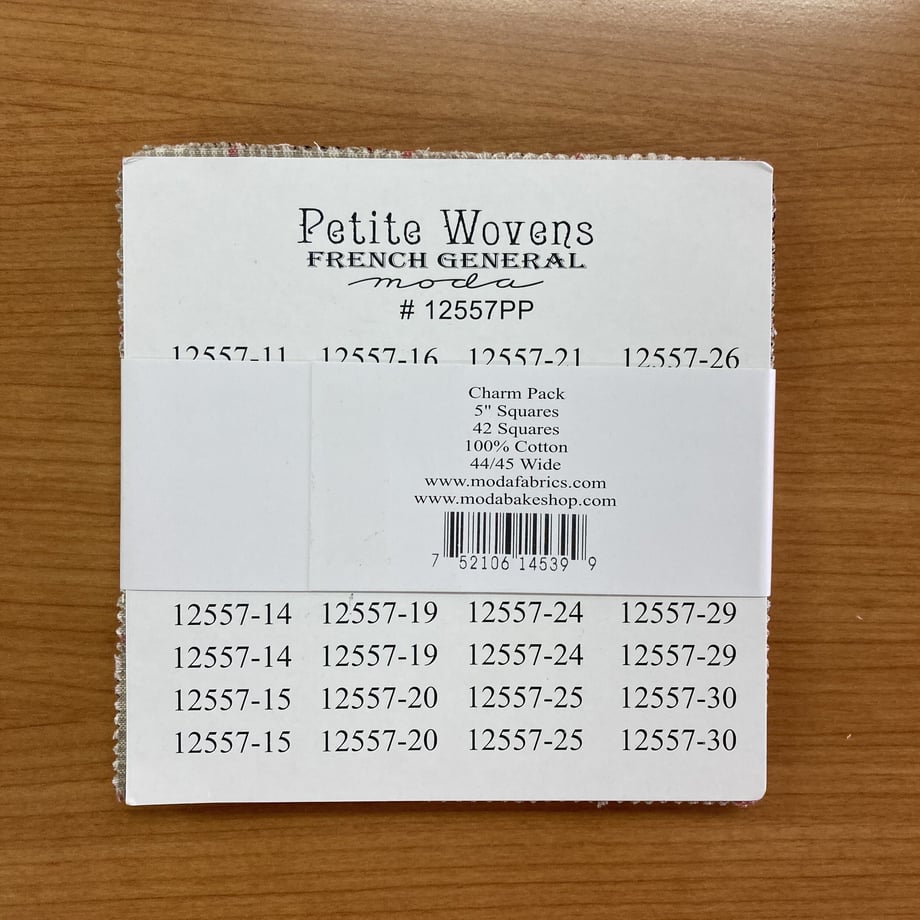 Petite Wovens
FRENCH GENERAL
moda
# 12557PP
12557-11 12557-16 12557-21 12557-26
Charm Pack
5" Squares
42 Squares
100% Cotton
44/45 Wide
www.modafabrics.com
www.modabakeshop.com
7 52106 14539 9
12557-14 12557-19 12557-24 12557-29
12557-14 12557-19 12557-24 12557-29
12557-15 12557-20 12557-25 12557-30
12557-15 12557-20 12557-25 12557-30